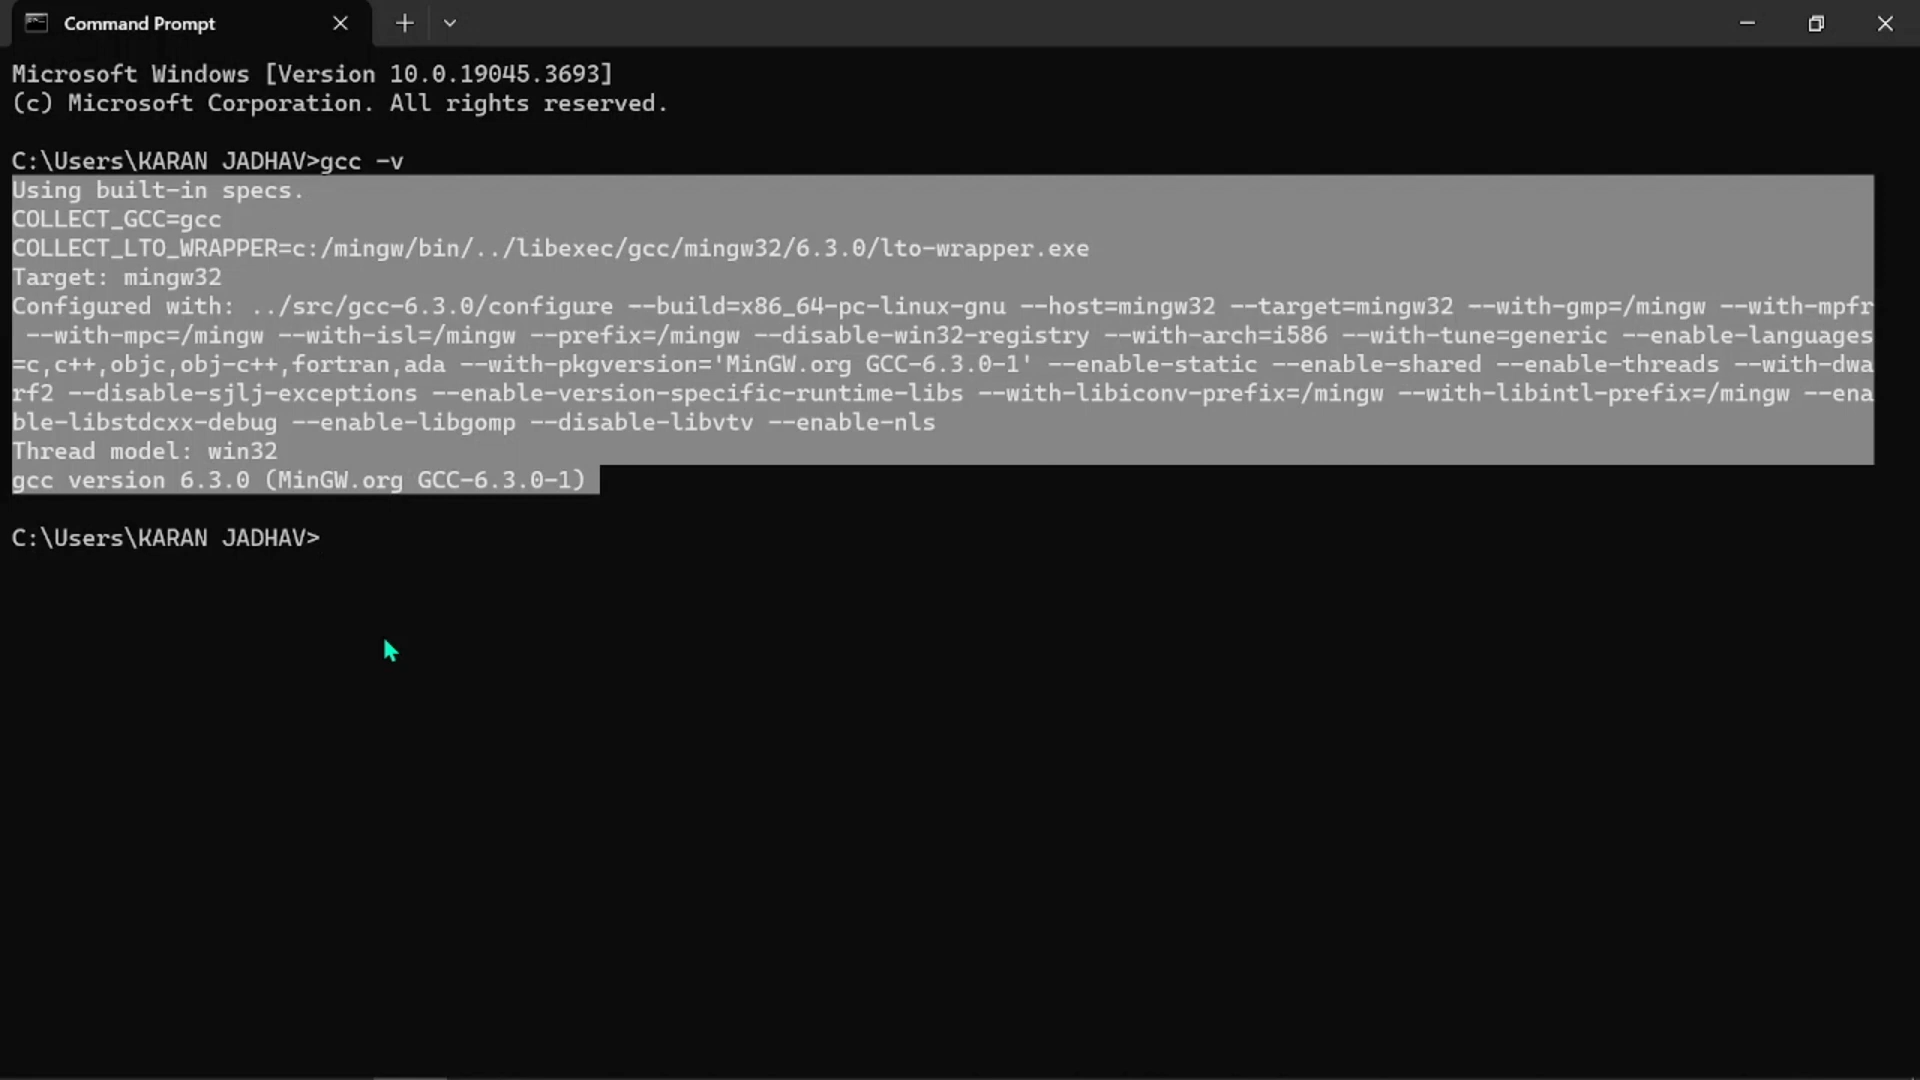 Command Prompt
Microsoft Windows [Version 10.0.19045.3693]
(c) Microsoft Corporation. All rights reserved.
C:\Users\KARAN JADHAV>gcc -v
Using built-in specs.
COLLECT_GCC=gcc
COLLECT_LTO_WRAPPER=c:/mingw/bin/../libexec/gcc/mingw32/6.3.0/lto-wrapper.exe
Target: mingw32
Configured with: ../src/gcc-6.3.0/configure --build=x86_64-pc-linux-gnu --host=mingw32 --target=mingw32 --with-gmp=/mingw --with-mpfr
--with-mpc=/mingw --with-isl=/mingw --prefix=/mingw --disable-win32-registry --with-arch=i586 --with-tune=generic --enable-languages
=c,c++,objc,obj-c++,fortran,ada --with-pkgversion='MinGW.org GCC-6.3.0-1' --enable-static --enable-shared --enable-threads --with-dwa
rf2 --disable-sjlj-exceptions --enable-version-specific-runtime-libs --with-libiconv-prefix=/mingw --with-libintl-prefix=/mingw --ena
ble-libstdcxx-debug --enable-libgomp --disable-libvtv --enable-nls
Thread model: win32
gcc version 6.3.0 (MinGW.org GCC-6.3.0-1)
C:\Users\KARAN JADHAV>